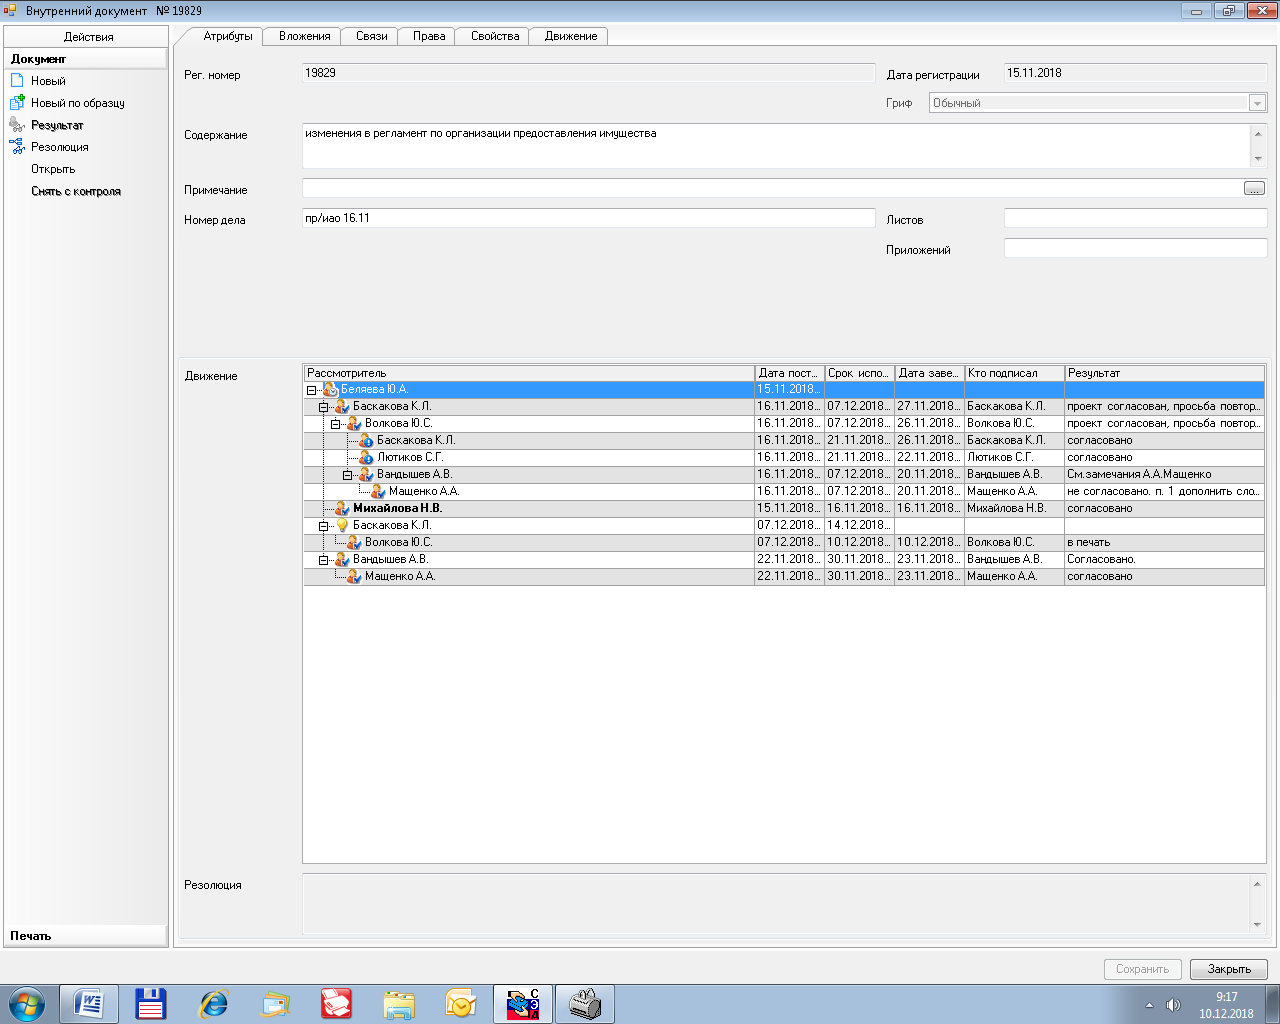 Внутренний документ № 19829
Действия
Документ
Новый
Новый по образцу
Результат
Резолюция
Открыть
Снять с контроля
Печать
Атрибуты Вложения Связи Права Свойства Движение
Рег. номер 19829 Дата регистрации 15.11.2018
Гриф Обычный
Содержание изменения в регламент по организации предоставления имущества
Примечание ...
Номер дела пр/иао 16.11 Листов
Приложений
Движение
Рассмотритель Дата пост... Срок испо... Дата заве... Кто подписал Результат
Беляева Ю.А. 15.11.2018...
Баскакова К.Л. 16.11.2018... 07.12.2018... 27.11.2018... Баскакова К.Л. проект согласован, просьба повтор...
Волкова Ю.С. 16.11.2018... 07.12.2018... 26.11.2018... Волкова Ю.С. проект согласован, просьба повтор...
Баскакова К.Л. 16.11.2018... 21.11.2018... 26.11.2018... Баскакова К.Л. согласовано
Лютиков С.Г. 16.11.2018... 21.11.2018... 22.11.2018... Лютиков С.Г. согласовано
Вандышев А.В. 16.11.2018... 07.12.2018... 20.11.2018... Вандышев А.В. См.замечания А.А.Мащенко
Мащенко А.А. 16.11.2018... 07.12.2018... 20.11.2018... Мащенко А.А. не согласовано. п. 1 дополнить сло...
Михайлова Н.В. 15.11.2018... 16.11.2018... 16.11.2018... Михайлова Н.В. согласовано
Баскакова К.Л. 07.12.2018... 14.12.2018...
Волкова Ю.С. 07.12.2018... 10.12.2018... 10.12.2018... Волкова Ю.С. в печать
Вандышев А.В. 22.11.2018... 30.11.2018... 23.11.2018... Вандышев А.В. Согласовано.
Мащенко А.А. 22.11.2018... 30.11.2018... 23.11.2018... Мащенко А.А. согласовано
Резолюция
Сохранить Закрыть
9:17
10.12.2018